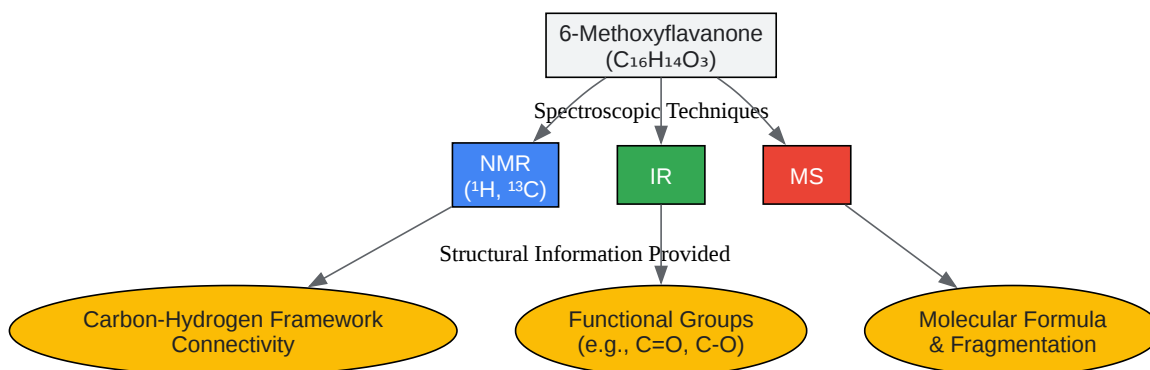 6-Methoxyflavanone
(C₁₆H₁₄O₃)
Spectroscopic Techniques
NMR
(¹H, ¹³C)
IR
MS
Structural Information Provided
Carbon-Hydrogen Framework
Connectivity
Functional Groups
(e.g., C=O, C-O)
Molecular Formula
& Fragmentation